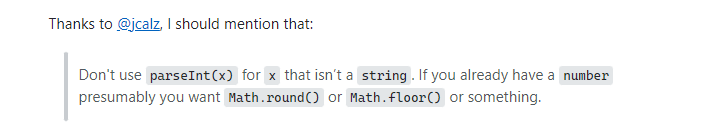 Thanks to @jcalz, I should mention that:
Don't use parseInt(x) for x that isn't a string. If you already have a number
presumably you want Math.round() or Math.floor() or something.